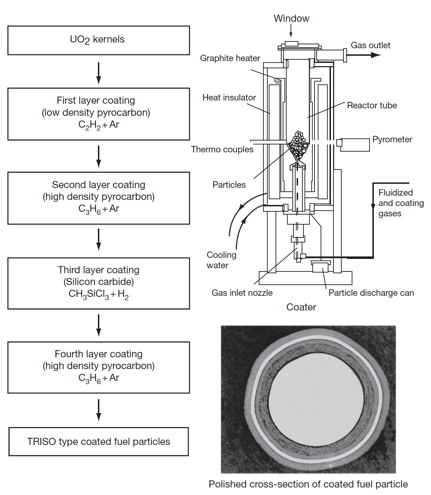 UO2 kernels
First layer coating
(low density pyrocarbon)
C2H2 + Ar
Second layer coating
(high density pyrocarbon)
C3H6 + Ar
Third layer coating
(Silicon carbide)
CH3SiCl3 + H2
Fourth layer coating
(high density pyrocarbon)
C3H6 + Ar
TRISO type coated fuel particles
Window
Gas outlet
Graphite heater
Heat insulator
Reactor tube
Thermo couples
Pyrometer
Particles
Fluidized
and coating
gases
Cooling
water
Gas inlet nozzle
Particle discharge can
Coater
Polished cross-section of coated fuel particle